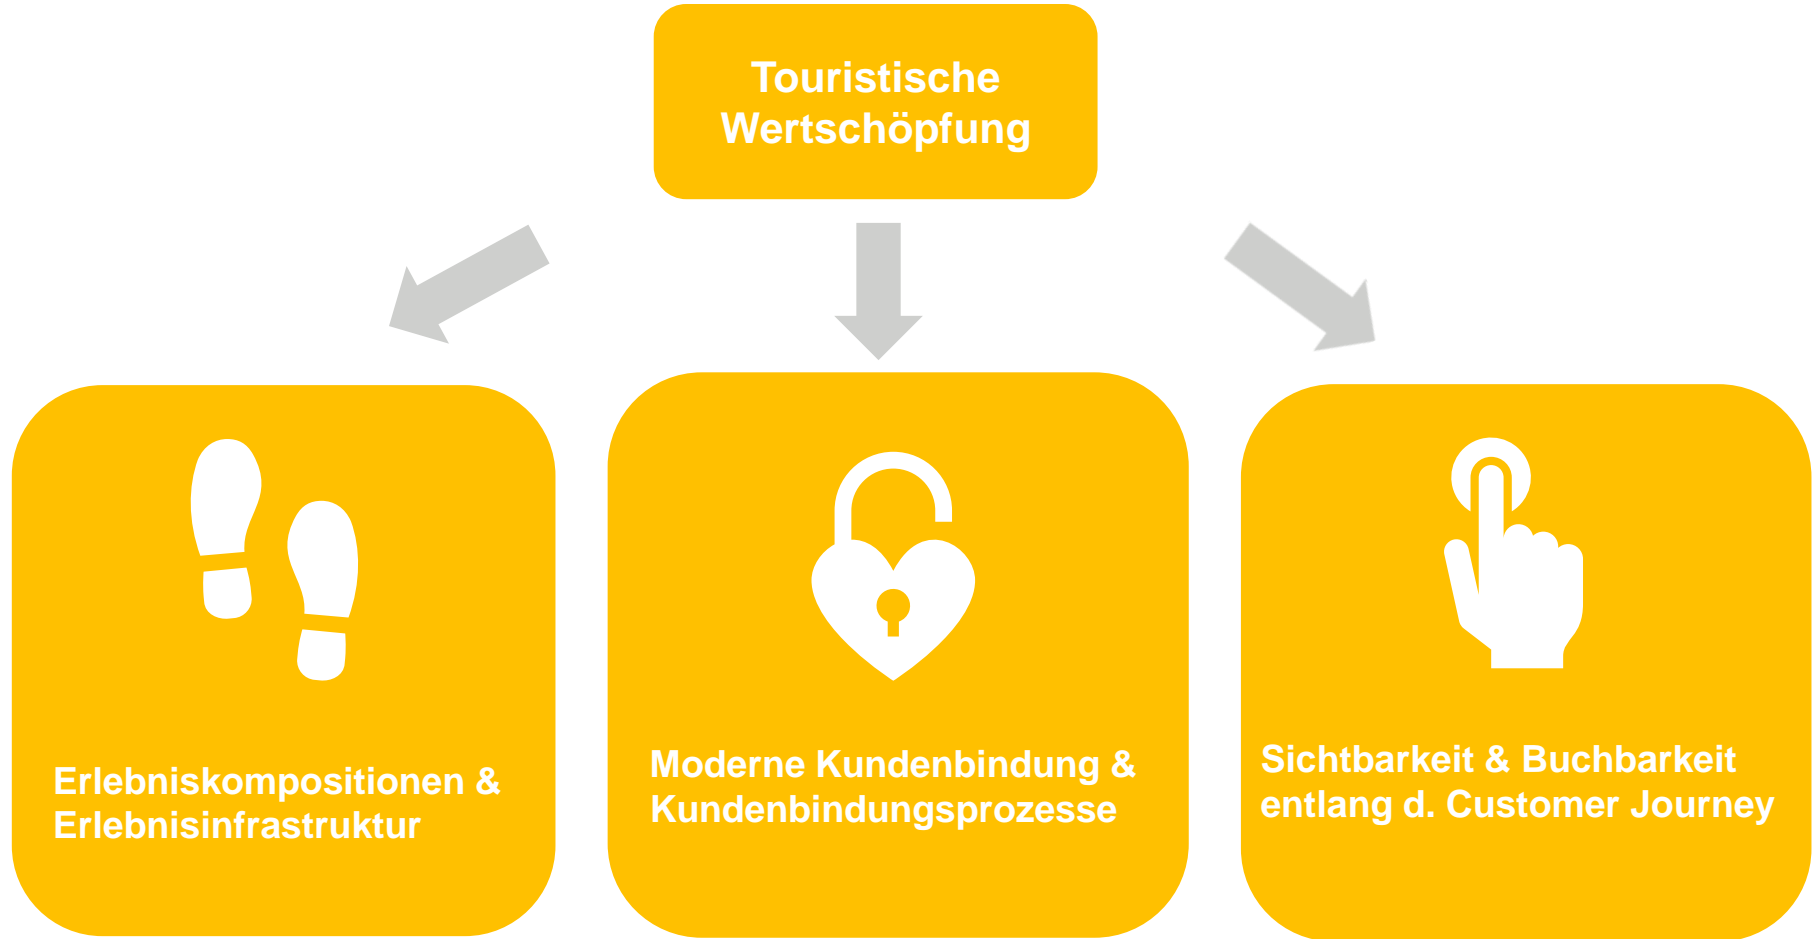 Touristische
Wertschöpfung
Erlebniskompositionen &
Erlebnisinfrastruktur
Moderne Kundenbindung &
Kundenbindungsprozesse
Sichtbarkeit & Buchbarkeit
entlang d. Customer Journey